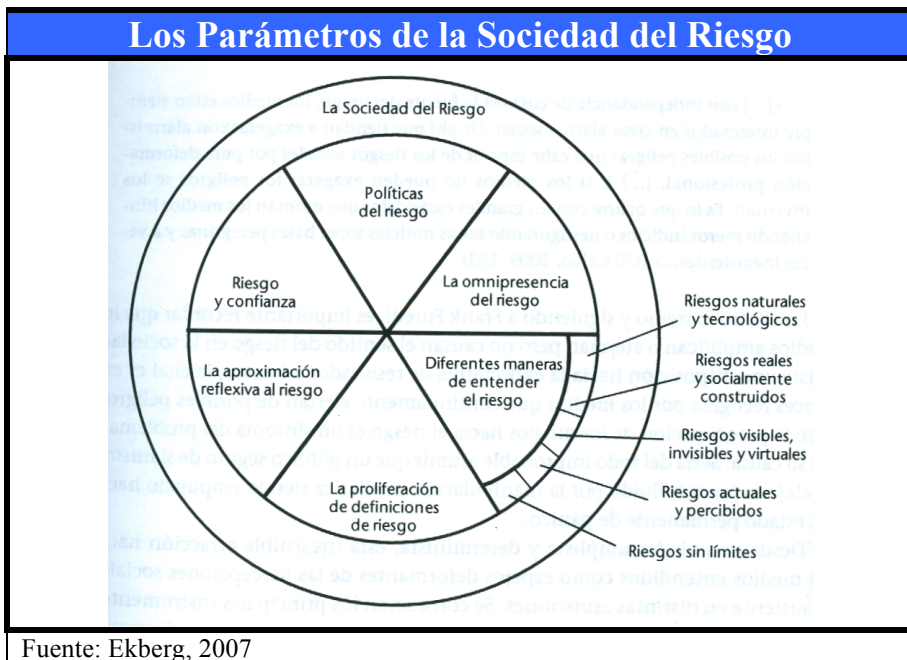 Los Parámetros de la Sociedad del Riesgo
La Sociedad del Riesgo
Políticas
del riesgo
Riesgo
y confianza
La omnipresencia
del riesgo
La aproximación
reflexiva al riesgo
Diferentes maneras
de entender
el riesgo
La proliferación
de definiciones
de riesgo
Riesgos naturales
y tecnológicos
Riesgos reales
y socialmente
construidos
Riesgos visibles,
invisibles y virtuales
Riesgos actuales
y percibidos
Riesgos sin límites
Fuente: Ekberg, 2007